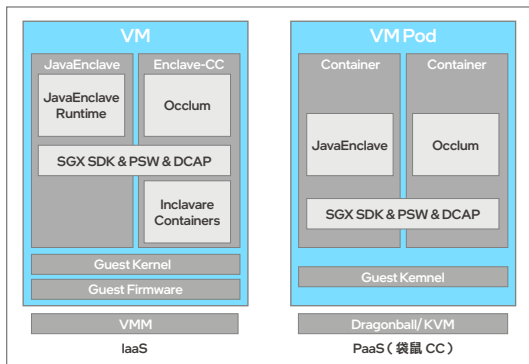 VM
JavaEnclave
Enclave-CC
JavaEnclave
Runtime
Occlum
SGX SDK & PSW & DCAP
Inclavare
Containers
Guest Kernel
Guest Firmware
VMM
IaaS
VM Pod
Container
Container
JavaEnclave
Occlum
SGX SDK & PSW & DCAP
Guest Kemnel
Dragonball/ KVM
PaaS ( 袋鼠 CC )